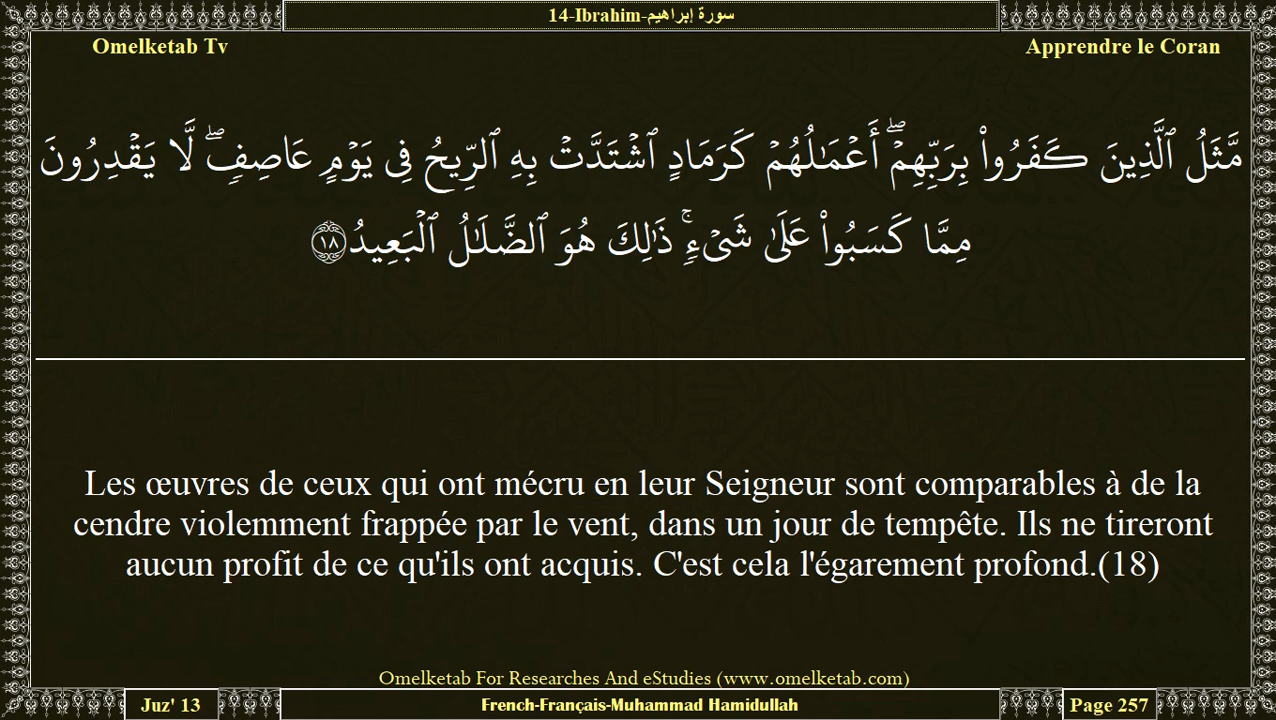 14-Ibrahim-سورة إبراهيم
Omelketab Tv
Apprendre le Coran
مَّثَلُ ٱلَّذِينَ كَفَرُوا۟ بِرَبِّهِمْ ۖ أَعْمَـٰلُهُمْ كَرَمَادٍ ٱشْتَدَّتْ بِهِ ٱلرِّيحُ فِى يَوْمٍ عَاصِفٍ ۖ لَّا يَقْدِرُونَ
مِمَّا كَسَبُوا۟ عَلَىٰ شَىْءٍ ۚ ذَٰلِكَ هُوَ ٱلضَّلَـٰلُ ٱلْبَعِيدُ ١٨
Les œuvres de ceux qui ont mécru en leur Seigneur sont comparables à de la
cendre violemment frappée par le vent, dans un jour de tempête. Ils ne tireront
aucun profit de ce qu'ils ont acquis. C'est cela l'égarement profond.(18)
Omelketab For Researches And eStudies (www.omelketab.com)
Juz' 13
French-Français-Muhammad Hamidullah
Page 257